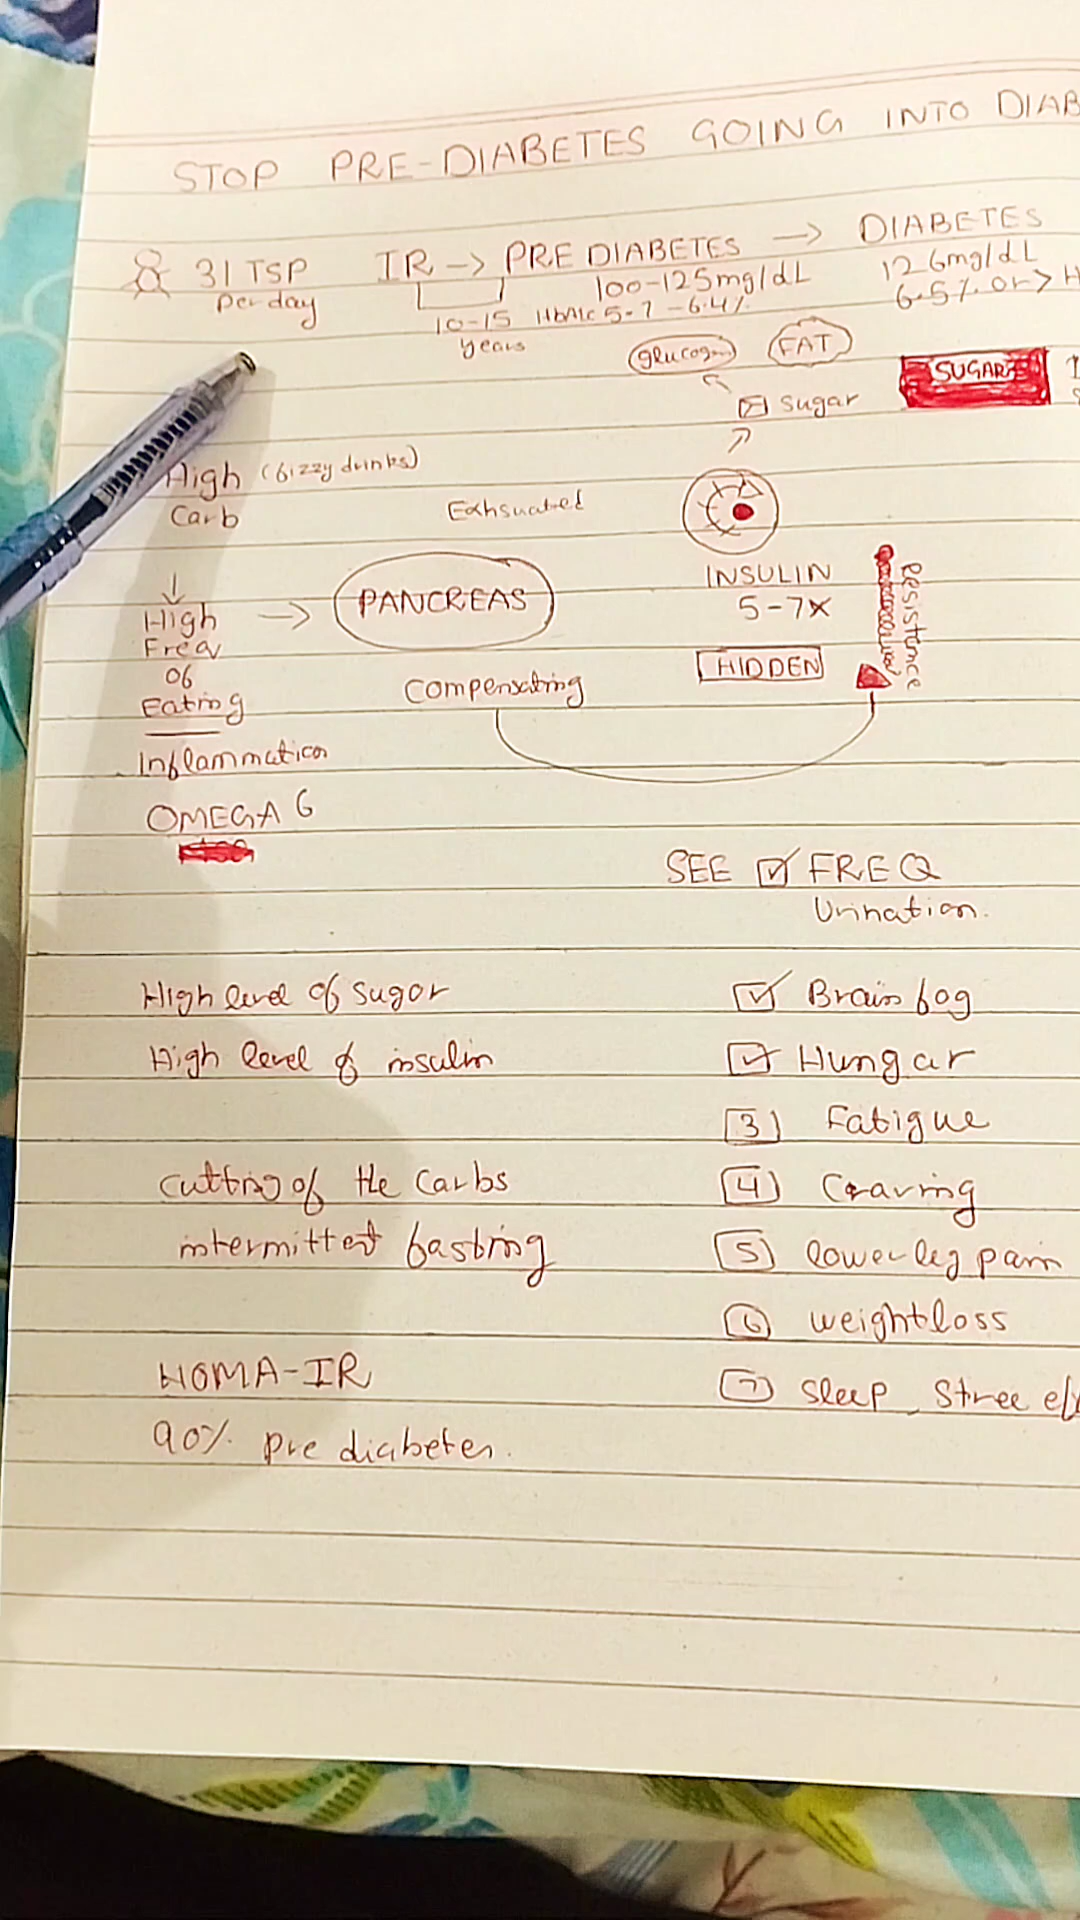 STOP PRE-DIABETES GOING INTO DIAB
31 TSP
per day
IR -> PRE DIABETES -> DIABETES
100-125mg/dL
126mg/dL
10-15
years
HbA1c 5-7 - 6.4%
6.5% or > H
glucogn
FAT
sugar
SUGAR
High (fizzy drinks)
Carb
Exhsuated
High
Freq
of
Eating
PANCREAS
INSULIN
5-7x
HIDDEN
Resistence
Compensating
Inflammation
OMEGA 6
SEE FREQ
Urination.
High level of sugar
High level of insulin
Brain fog
Hungar
3 Fatigue
4 Craving
cutting of the carbs
intermittent fasting
5 lower leg pain
6 weightloss
HOMA-IR
7 Sleep, Stree
90% pre diabetes.